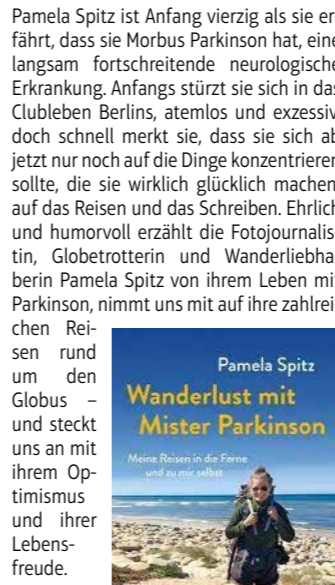 Pamela Spitz ist Anfang vierzig als sie er
fährt, dass sie Morbus Parkinson hat, eine
langsam fortschreitende neurologische
Erkrankung. Anfangs stürzt sie sich in das
Clubleben Berlins, atemlos und exzessiv
doch schnell merkt sie, dass sie sich ab
jetzt nur noch auf die Dinge konzentrieren
sollte, die sie wirklich glücklich machen
auf das Reisen und das Schreiben. Ehrlich
und humorvoll erzählt die Fotojournalis
tin, Globetrotterin und Wanderliebha
berin Pamela Spitz von ihrem Leben mit
Parkinson, nimmt uns mit auf ihre zahlrei
chen Rei-
sen rund
um den
Globus –
und steckt
uns an mit
ihrem Op-
timismus
und ihrer
Lebens-
freude.
Pamela Spitz
Wanderlust mit
Mister Parkinson
Meine Reisen in die Ferne
und zu mir selbst